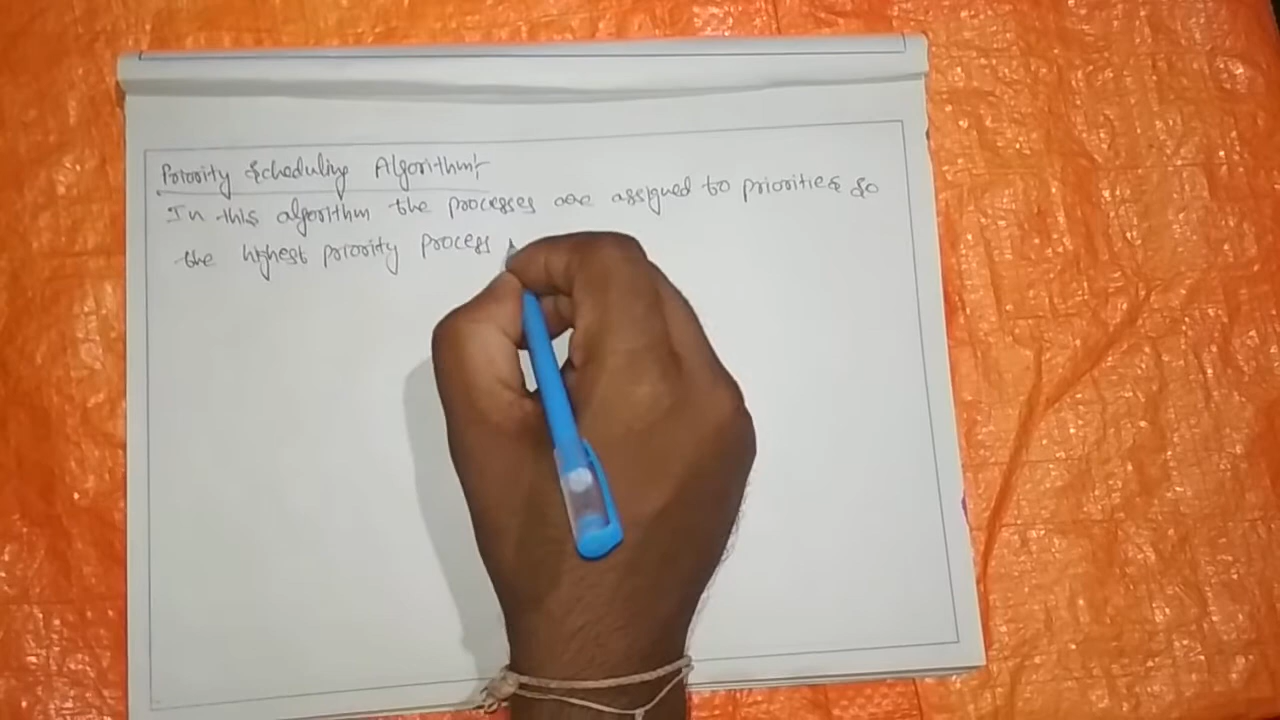 Priority Scheduling Algorithm:-
In this algorithm the processes are assigned to priorities So
the highest priority process